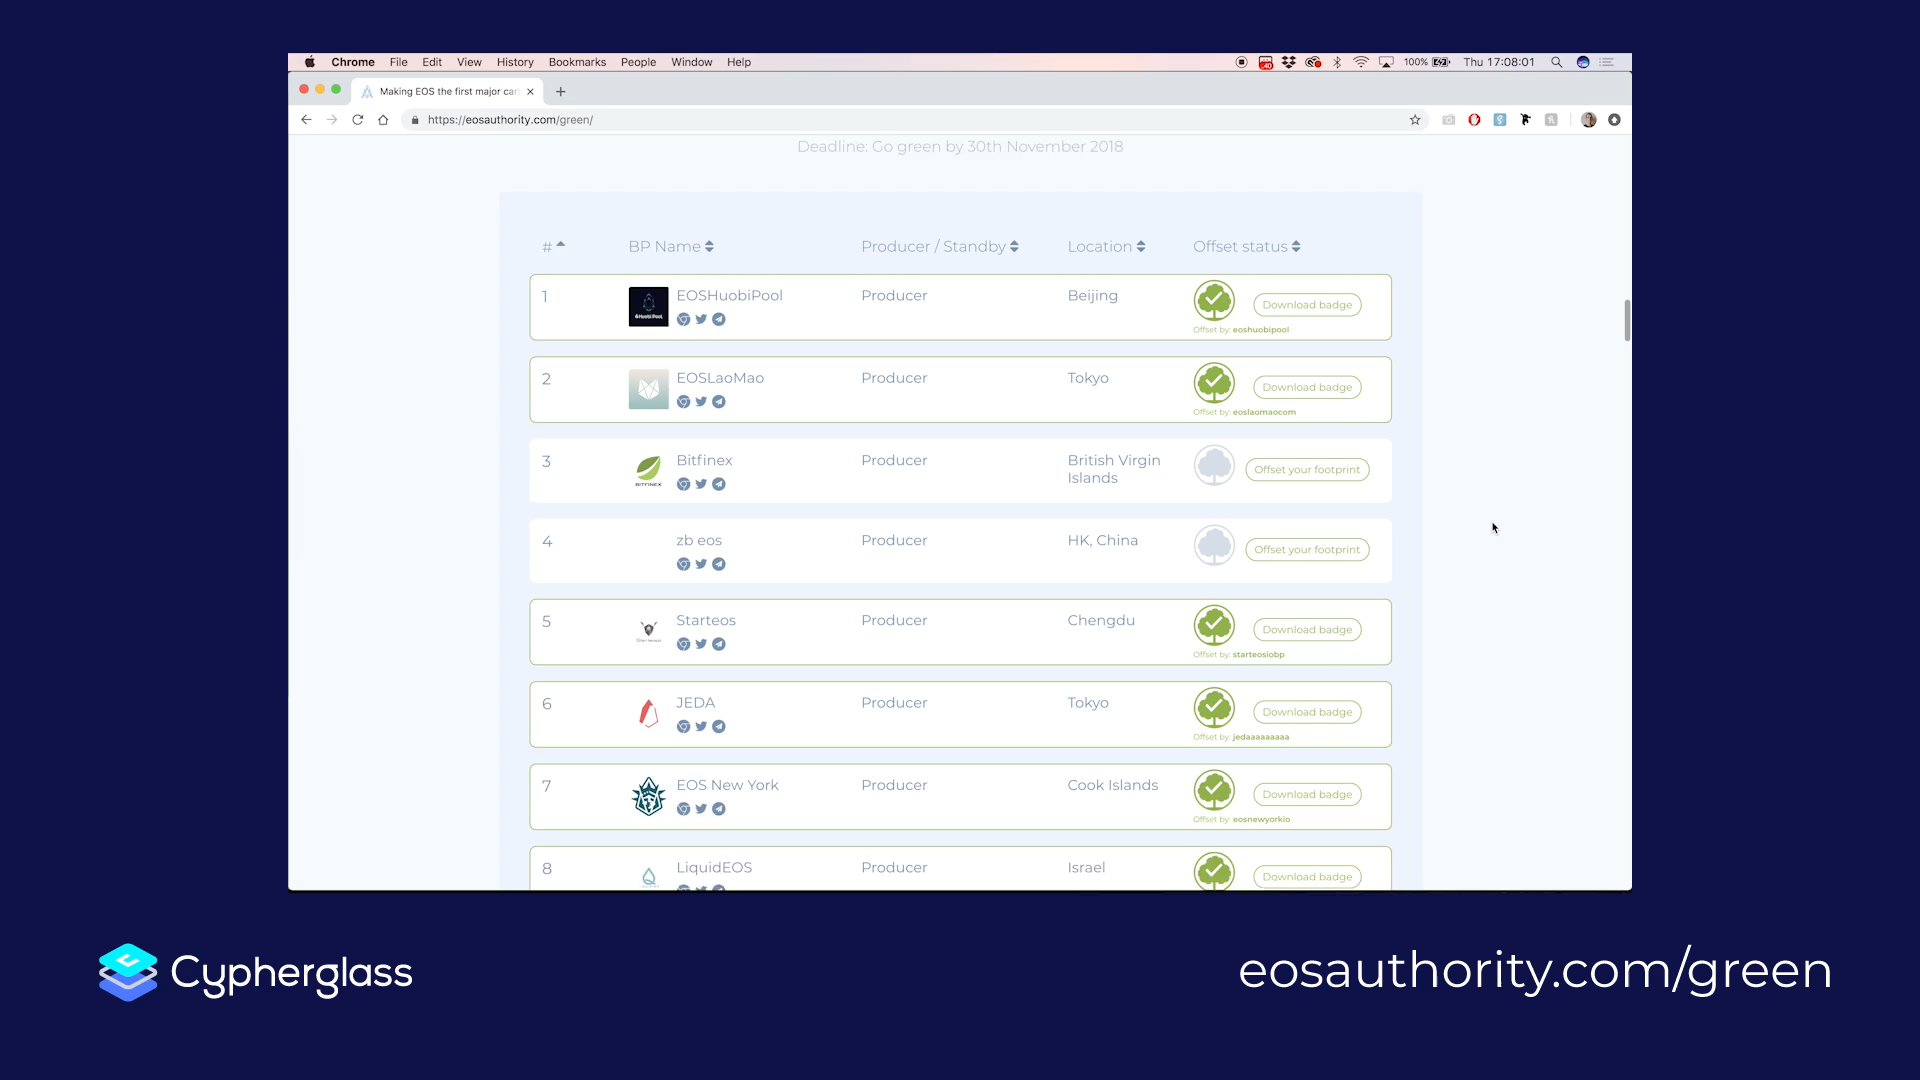 Chrome File Edit View History Bookmarks People Window Help 100% Thu 17:08:01
Making EOS the first major car
https://eosauthority.com/green/
Deadline: Go green by 30th November 2018
# BP Name Producer / Standby Location Offset status
1 EOSHuobiPool Producer Beijing Download badge
Offset by: eoshuobipool
2 EOSLaoMao Producer Tokyo Download badge
Offset by: eoslaomaocom
3 Bitfinex Producer British Virgin Islands Offset your footprint
BITFINEX
4 zb eos Producer HK, China Offset your footprint
5 Starteos Producer Chengdu Download badge
Offset by: starteosiobp
6 JEDA Producer Tokyo Download badge
Offset by: jedaaaaaaaaa
7 EOS New York Producer Cook Islands Download badge
Offset by: eosnewyorkio
8 LiquidEOS Producer Israel Download badge
Cypherglass
eosauthority.com/green